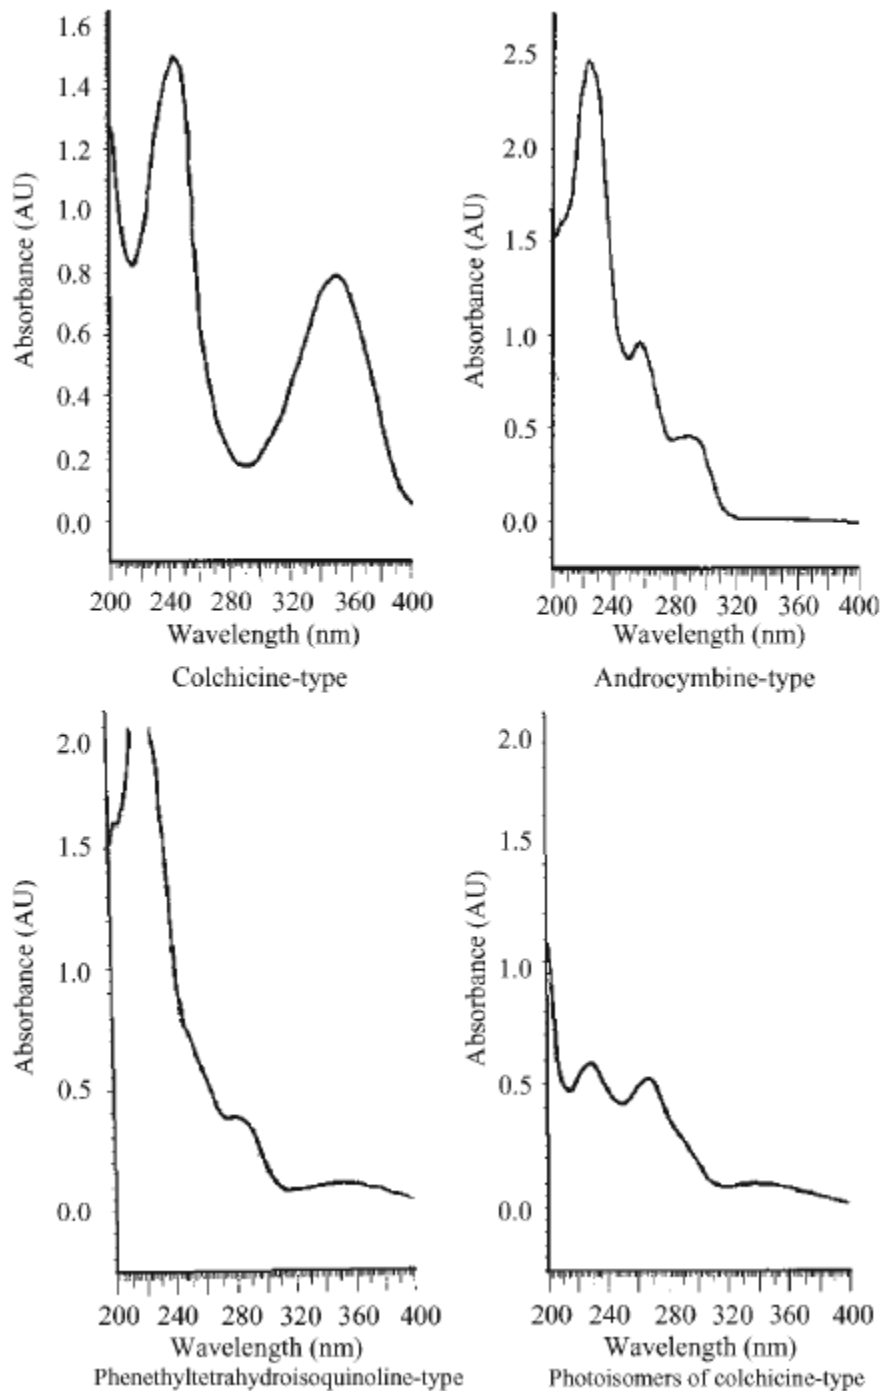 1.6
1.4
1.2
1.0
0.8
0.6
0.4
0.2
0.0
Absorbance (AU)
200 240 280 320 360 400
Wavelength (nm)
Colchicine-type
2.5
2.0
1.5
1.0
0.5
0.0
Absorbance (AU)
200 240 280 320 360 400
Wavelength (nm)
Androcymbine-type
2.0
1.5
1.0
0.5
0.0
Absorbance (AU)
200 240 280 320 360 400
Wavelength (nm)
Phenethyltetrahydroisoquinoline-type
2.0
1.5
1.0
0.5
0.0
Absorbance (AU)
200 240 280 320 360 400
Wavelength (nm)
Photoisomers of colchicine-type